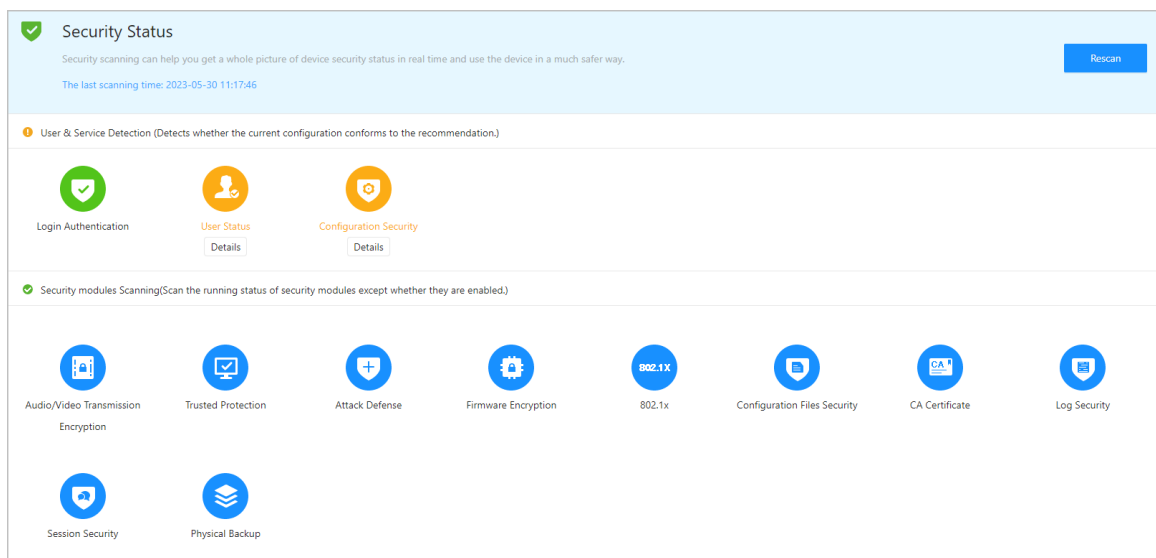 Security Status
Security scanning can help you get a whole picture of device security status in real time and use the device in a much safer way.
Rescan
The last scanning time: 2023-05-30 11:17:46
User & Service Detection (Detects whether the current configuration conforms to the recommendation.)
Login Authentication
User Status
Configuration Security
Details
Details
Security modules Scanning(Scan the running status of security modules except whether they are enabled.)
802.1X
CA
Audio/Video Transmission
Encryption
Trusted Protection
Attack Defense
Firmware Encryption
802.1x
Configuration Files Security
CA Certificate
Log Security
Session Security
Physical Backup